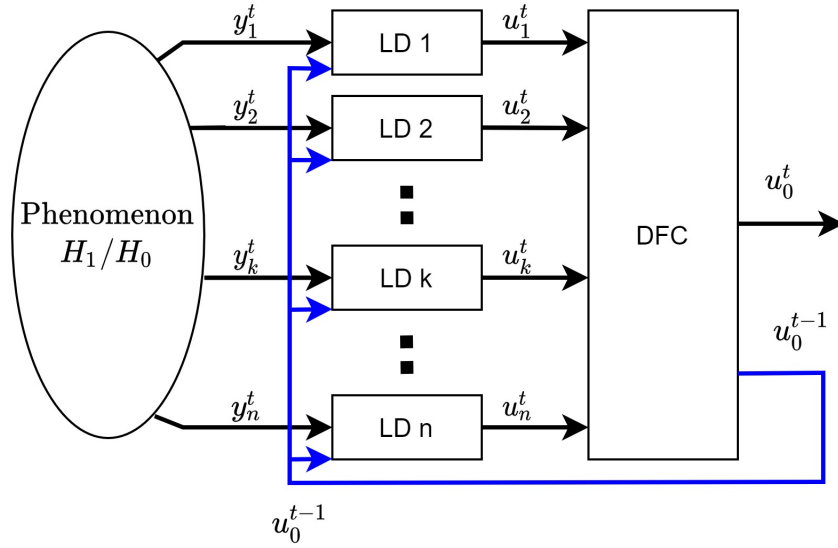 y_1^t
LD 1
u_1^t
y_2^t
LD 2
u_2^t
Phenomenon
H_1/H_0
u_0^t
DFC
y_k^t
LD k
u_k^t
u_0^{t-1}
y_n^t
LD n
u_n^t
u_0^{t-1}